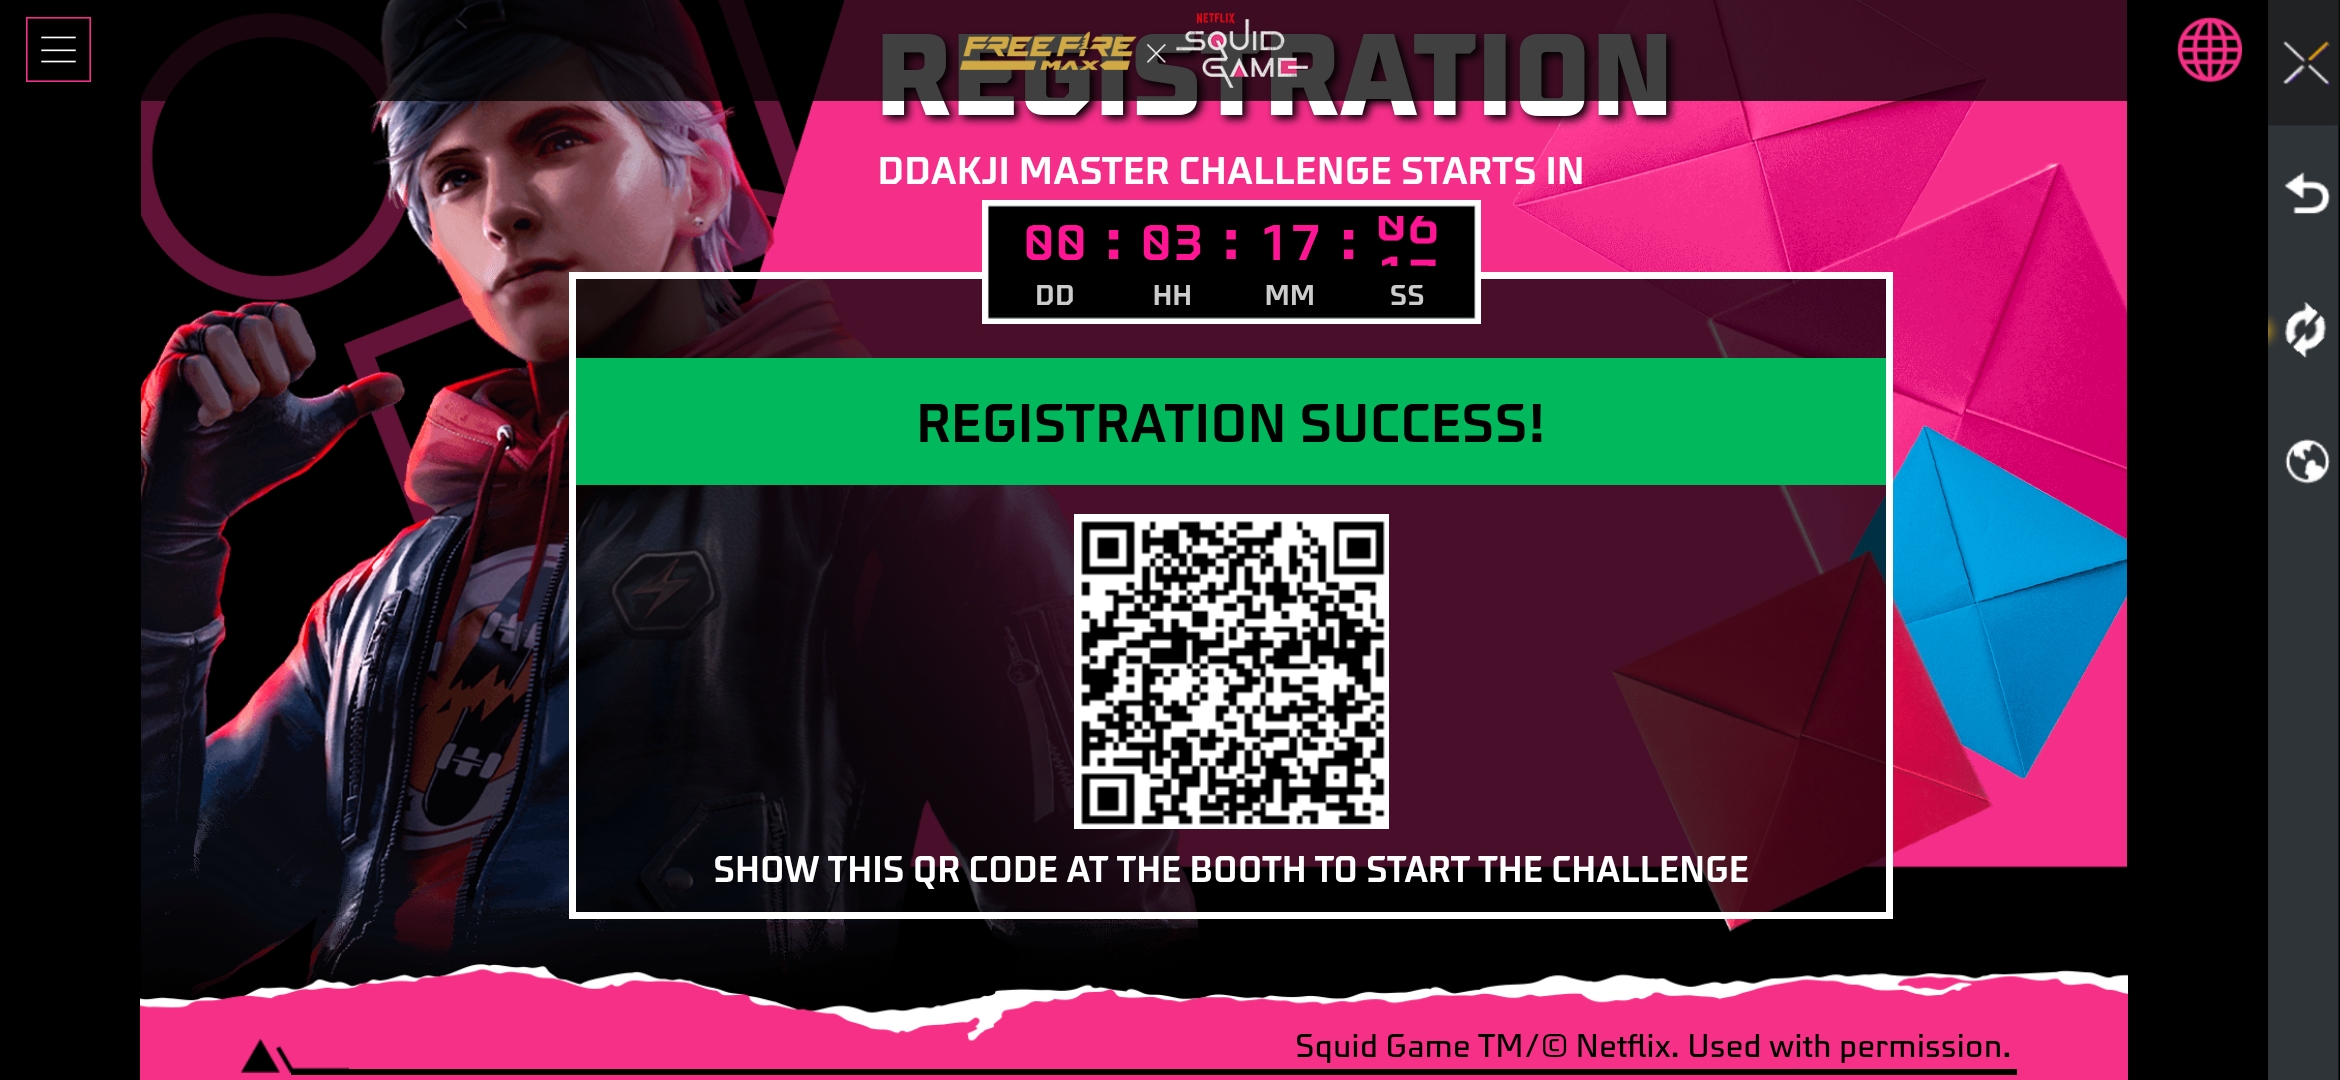 NETFLIX
FREE FIRE MAX × SQUID GAME
REGISTRATION
DDAKJI MASTER CHALLENGE STARTS IN
00 : 03 : 17 : 06
DD HH MM SS
REGISTRATION SUCCESS!
SHOW THIS QR CODE AT THE BOOTH TO START THE CHALLENGE
Squid Game TM/© Netflix. Used with permission.